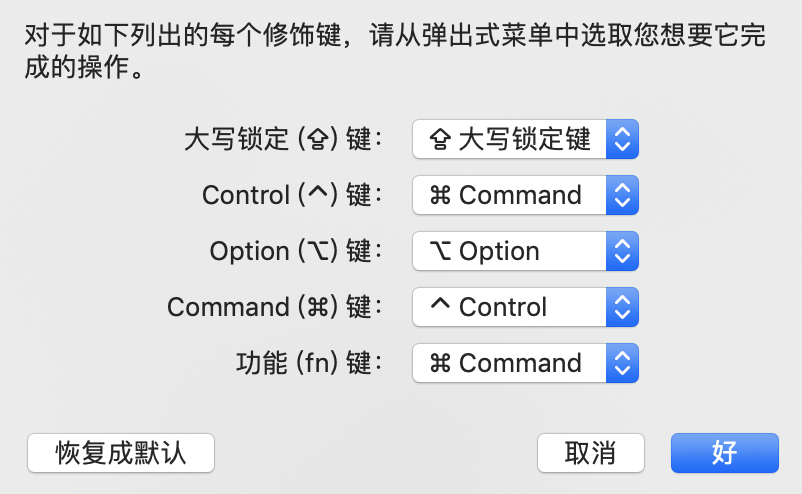 对于如下列出的每个修饰键，请从弹出式菜单中选取您想要它完
成的操作。
大写锁定 (⇪) 键： ⇪ 大写锁定键
Control (^) 键： ⌘ Command
Option (⌥) 键： ⌥ Option
Command (⌘) 键： ^ Control
功能 (fn) 键： ⌘ Command
恢复成默认 取消 好